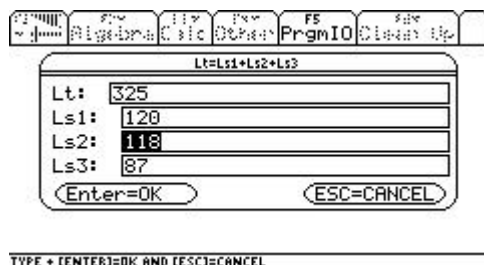 F5
Algebra Calc Other PrgmIO Clean Up
Lt=Ls1+Ls2+Ls3
Lt: 325
Ls1: 120
Ls2: 118
Ls3: 87
Enter=OK ESC=CANCEL
TYPE + [ENTER]=OK AND [ESC]=CANCEL